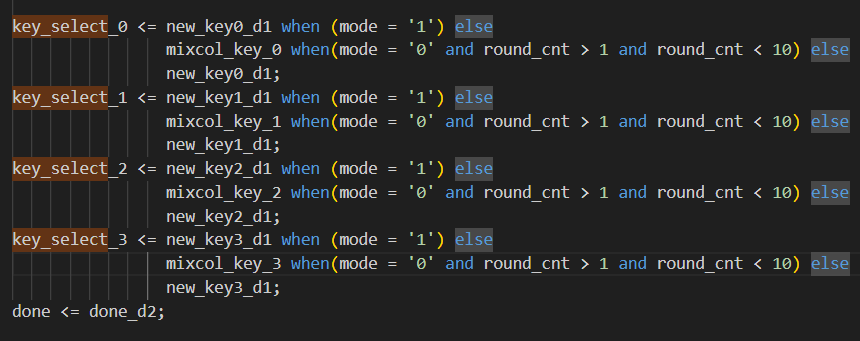 key_select_0 <= new_key0_d1 when (mode = '1') else
mixcol_key_0 when(mode = '0' and round_cnt > 1 and round_cnt < 10) else
new_key0_d1;
key_select_1 <= new_key1_d1 when (mode = '1') else
mixcol_key_1 when(mode = '0' and round_cnt > 1 and round_cnt < 10) else
new_key1_d1;
key_select_2 <= new_key2_d1 when (mode = '1') else
mixcol_key_2 when(mode = '0' and round_cnt > 1 and round_cnt < 10) else
new_key2_d1;
key_select_3 <= new_key3_d1 when (mode = '1') else
mixcol_key_3 when(mode = '0' and round_cnt > 1 and round_cnt < 10) else
new_key3_d1;
done <= done_d2;